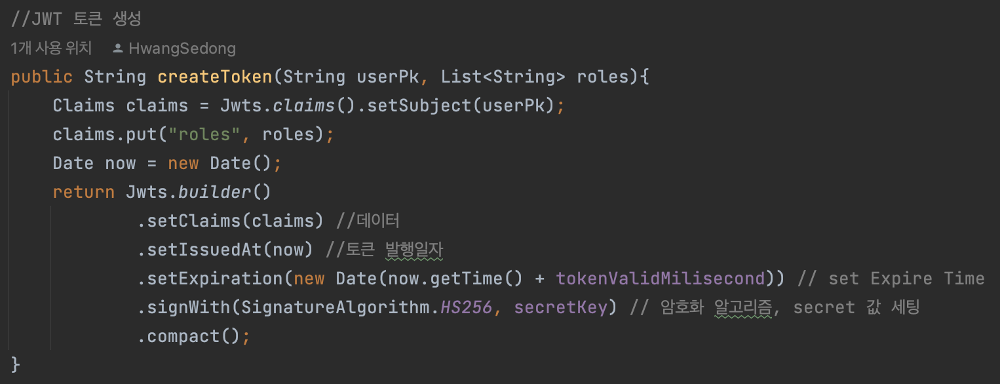 //JWT 토큰 생성
1개 사용 위치 HwangSedong
public String createToken(String userPk, List<String> roles){
Claims claims = Jwts.claims().setSubject(userPk);
claims.put("roles", roles);
Date now = new Date();
return Jwts.builder()
.setClaims(claims) //데이터
.setIssuedAt(now) //토큰 발행일자
.setExpiration(new Date(now.getTime() + tokenValidMilisecond)) // set Expire Time
.signWith(SignatureAlgorithm.HS256, secretKey) // 암호화 알고리즘, secret 값 세팅
.compact();
}